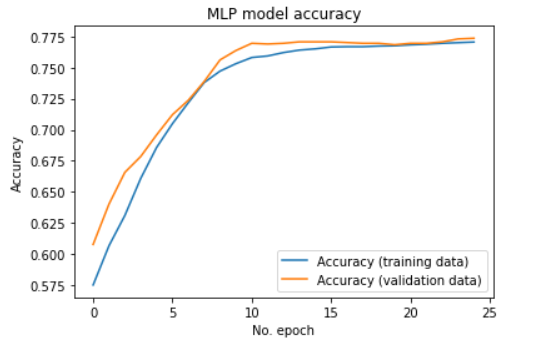 MLP model accuracy
0.775
0.750
0.725
0.700
0.675
0.650
0.625
0.600
0.575
Accuracy
Accuracy (training data)
Accuracy (validation data)
0 5 10 15 20 25
No. epoch